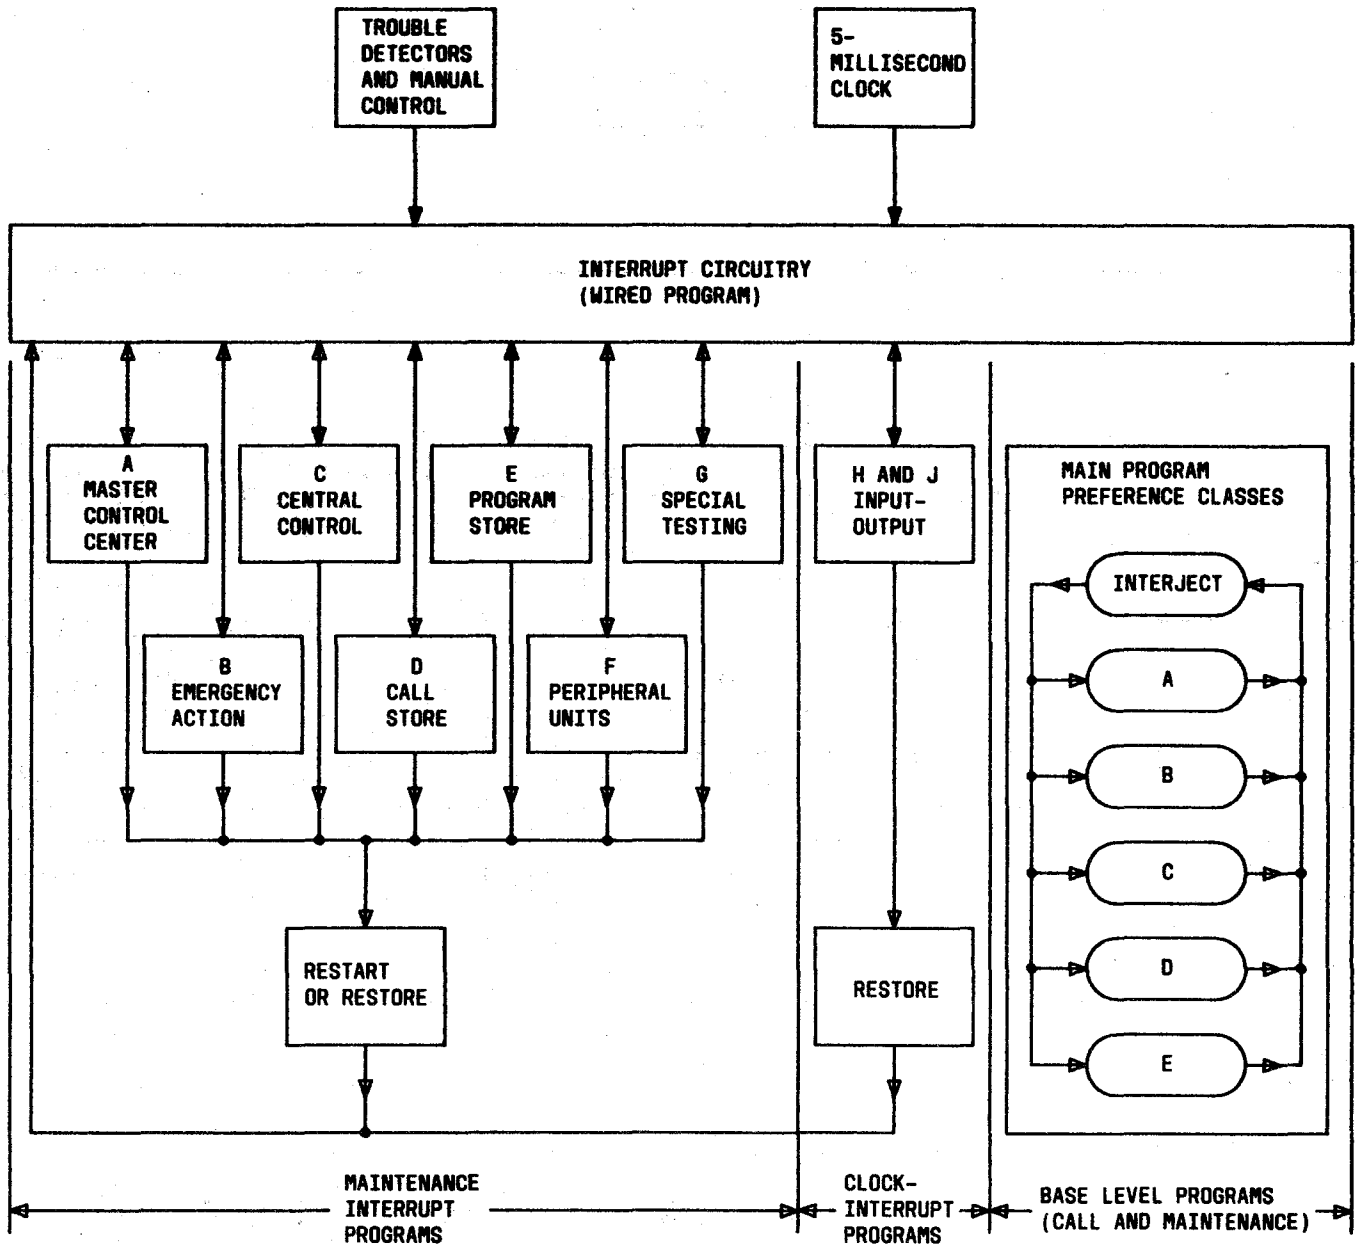 TROUBLE
DETECTORS
AND MANUAL
CONTROL
5-
MILLISECOND
CLOCK
INTERRUPT CIRCUITRY
(WIRED PROGRAM)
A
MASTER
CONTROL
CENTER
C
CENTRAL
CONTROL
E
PROGRAM
STORE
G
SPECIAL
TESTING
H AND J
INPUT-
OUTPUT
B
EMERGENCY
ACTION
D
CALL
STORE
F
PERIPHERAL
UNITS
RESTART
OR RESTORE
RESTORE
MAIN PROGRAM
PREFERENCE CLASSES
INTERJECT
A
B
C
D
E
MAINTENANCE
INTERRUPT
PROGRAMS
CLOCK-
INTERRUPT
PROGRAMS
BASE LEVEL PROGRAMS
(CALL AND MAINTENANCE)